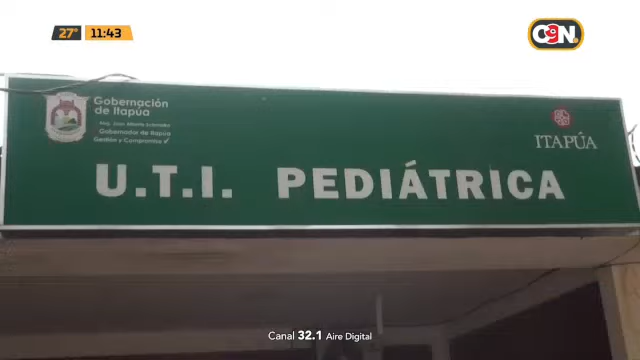 27° 11:43
C9N.
Gobernación
de Itapúa
Gobernador de Itapúa
Gestión y Compromiso
ITAPÚA
U.T.I. PEDIÁTRICA
Canal 32.1 Aire Digital